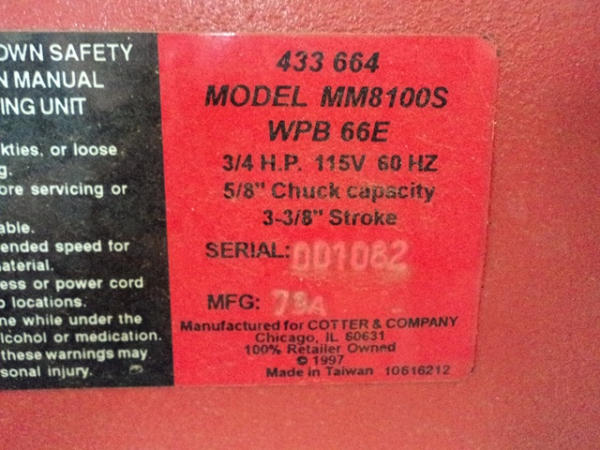 OWN SAFETY
N MANUAL
ING UNIT
kties, or loose
g.
ore servicing or
able.
ended speed for
aterial.
ess or power cord
p locations.
ne while under the
lcohol or medication.
these warnings may
sonal injury.
433 664
MODEL MM8100S
WPB 66E
3/4 H.P. 115V 60 HZ
5/8" Chuck capacity
3-3/8" Stroke
SERIAL: 001082
MFG:
Manufactured for COTTER & COMPANY
Chicago, IL 60631
100% Retailer Owned
© 1997
Made in Taiwan 10616212